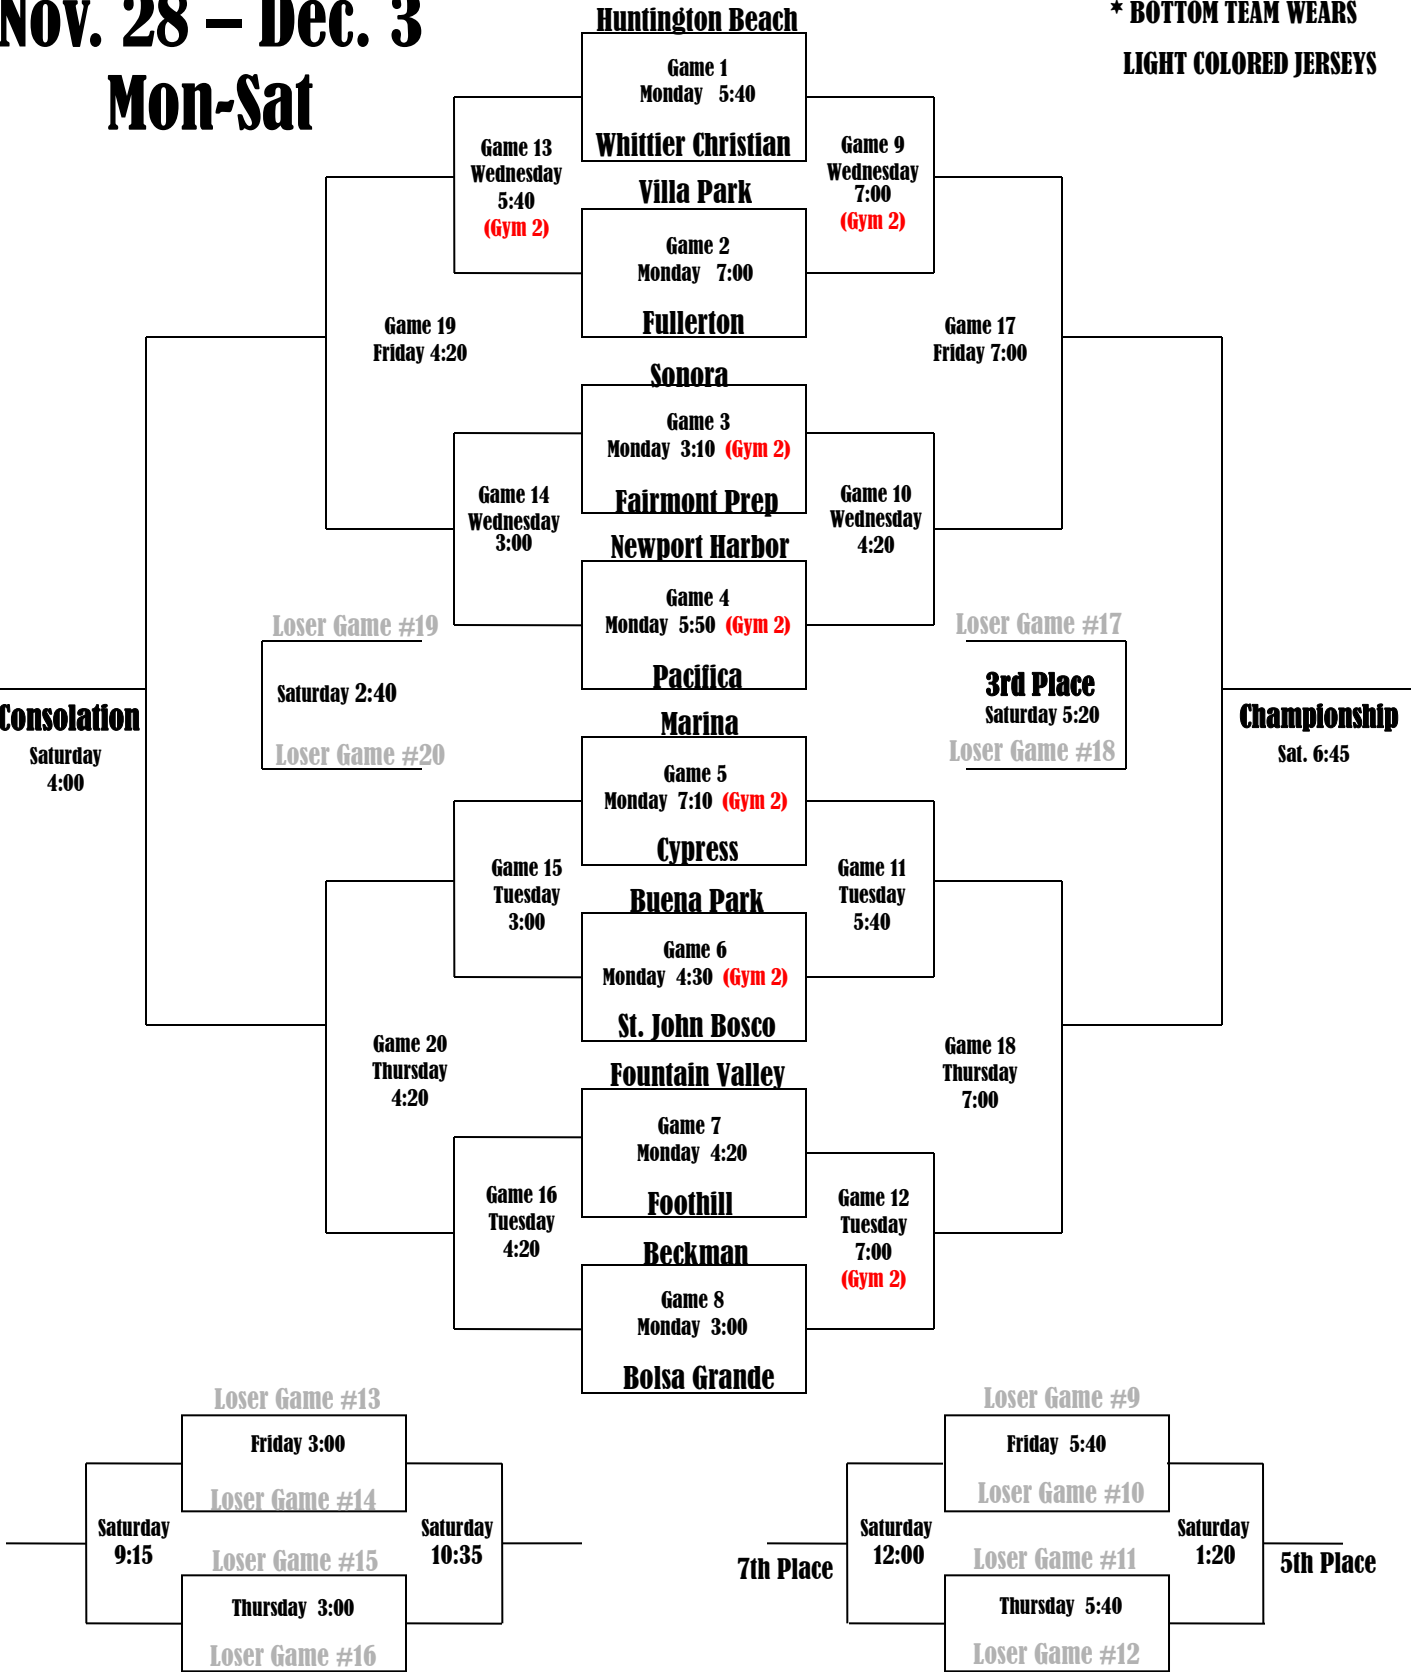 Nov. 28 – Dec. 3
Mon-Sat
* BOTTOM TEAM WEARS
LIGHT COLORED JERSEYS
Huntington Beach
Game 1
Monday 5:40
Whittier Christian
Game 13
Wednesday
5:40
(Gym 2)
Game 9
Wednesday
7:00
(Gym 2)
Villa Park
Game 2
Monday 7:00
Fullerton
Game 19
Friday 4:20
Game 17
Friday 7:00
Sonora
Game 3
Monday 3:10 (Gym 2)
Fairmont Prep
Game 14
Wednesday
3:00
Game 10
Wednesday
4:20
Newport Harbor
Game 4
Monday 5:50 (Gym 2)
Pacifica
Loser Game #19
Saturday 2:40
Loser Game #20
Loser Game #17
3rd Place
Saturday 5:20
Loser Game #18
Consolation
Saturday
4:00
Championship
Sat. 6:45
Marina
Game 5
Monday 7:10 (Gym 2)
Cypress
Game 15
Tuesday
3:00
Game 11
Tuesday
5:40
Buena Park
Game 6
Monday 4:30 (Gym 2)
St. John Bosco
Game 20
Thursday
4:20
Game 18
Thursday
7:00
Fountain Valley
Game 7
Monday 4:20
Foothill
Game 16
Tuesday
4:20
Game 12
Tuesday
7:00
(Gym 2)
Beckman
Game 8
Monday 3:00
Bolsa Grande
Loser Game #13
Friday 3:00
Loser Game #14
Saturday
9:15
Saturday
10:35
Loser Game #15
Thursday 3:00
Loser Game #16
Loser Game #9
Friday 5:40
Loser Game #10
7th Place
Saturday
12:00
Saturday
1:20
5th Place
Loser Game #11
Thursday 5:40
Loser Game #12